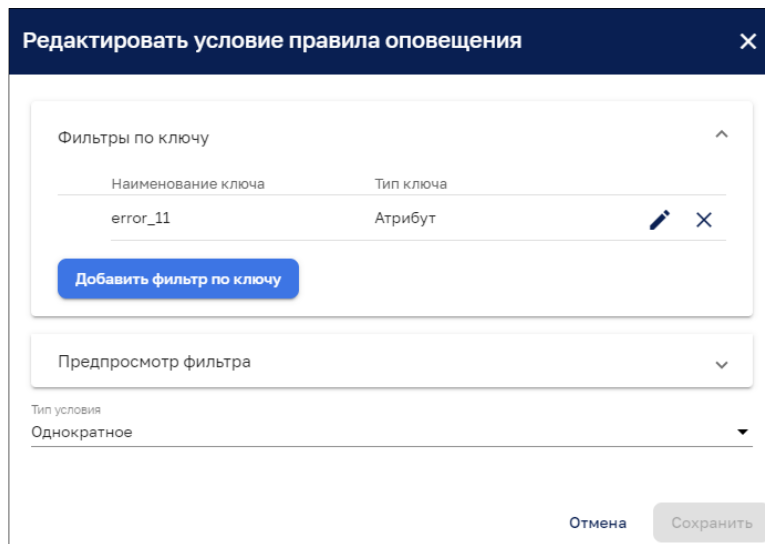 Редактировать условие правила оповещения
Фильтры по ключу
Наименование ключа Тип ключа
error_11 Атрибут
Добавить фильтр по ключу
Предпросмотр фильтра
Тип условия
Однократное
Отмена Сохранить